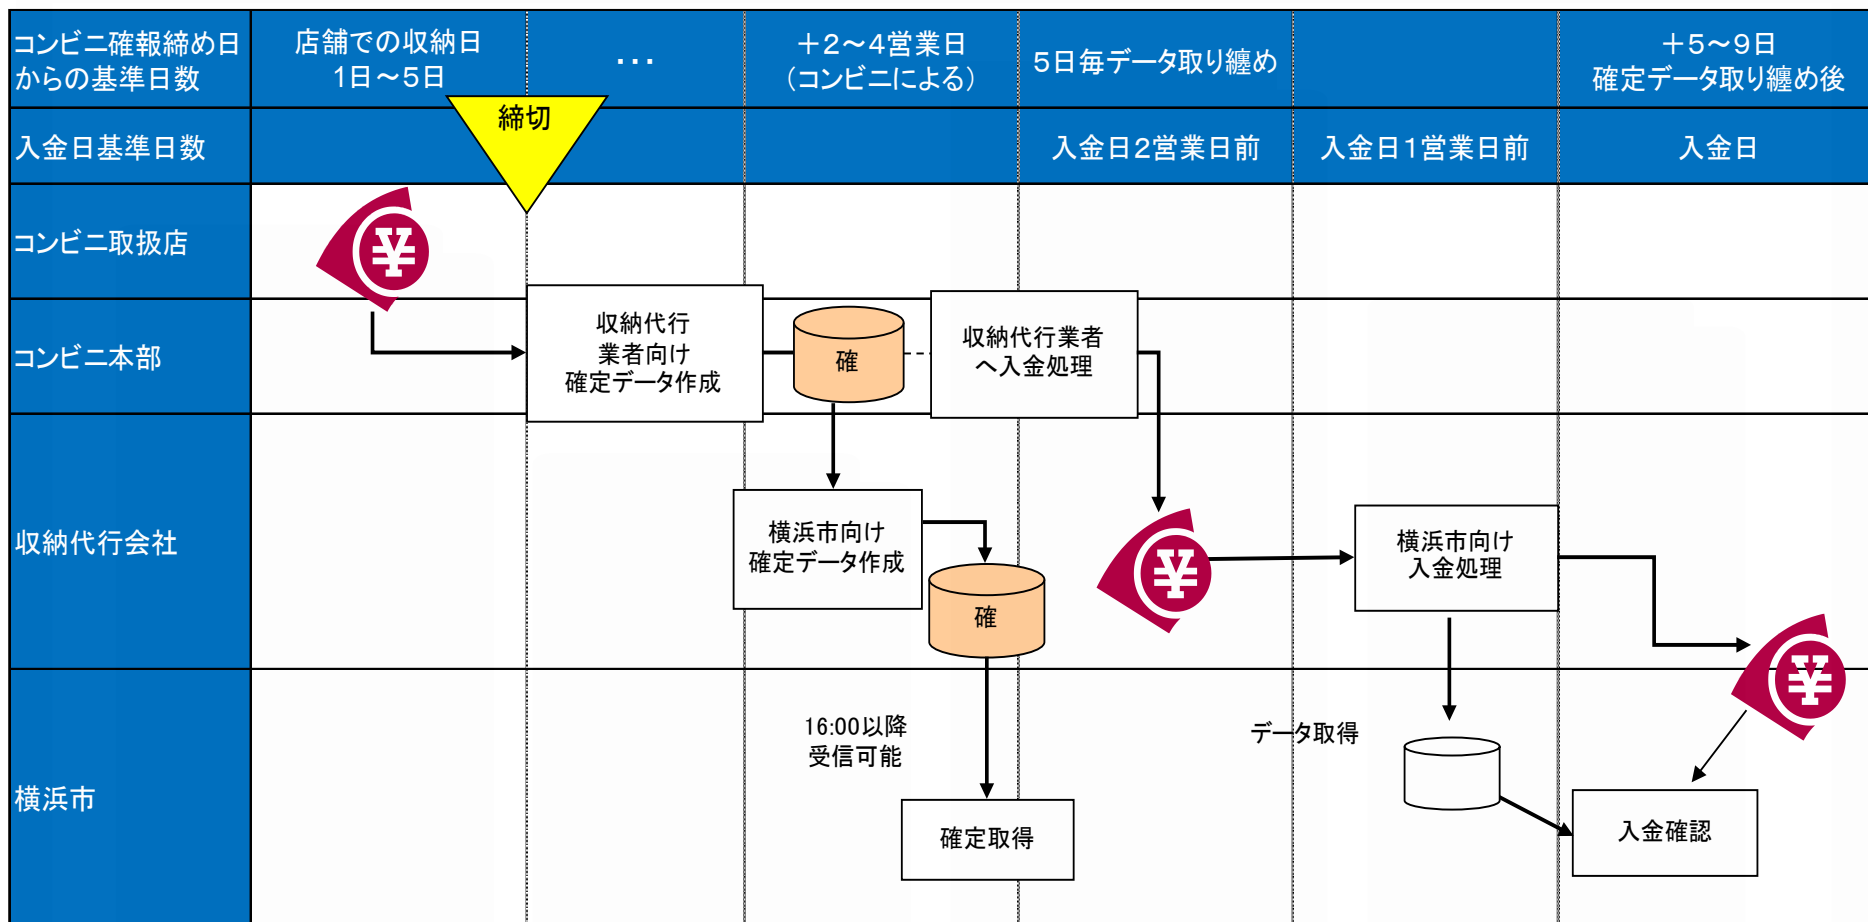 コンビニ確報締め日
からの基準日数
店舗での収納日
1日～5日
・・・
＋2～4営業日
（コンビニによる）
5日毎データ取り纏め
＋5～9日
確定データ取り纏め後
締切
入金日基準日数
入金日2営業日前
入金日1営業日前
入金日
コンビニ取扱店
コンビニ本部
収納代行
業者向け
確定データ作成
確
収納代行業者
へ入金処理
収納代行会社
横浜市向け
確定データ作成
確
横浜市向け
入金処理
横浜市
16:00以降
受信可能
データ取得
確定取得
入金確認